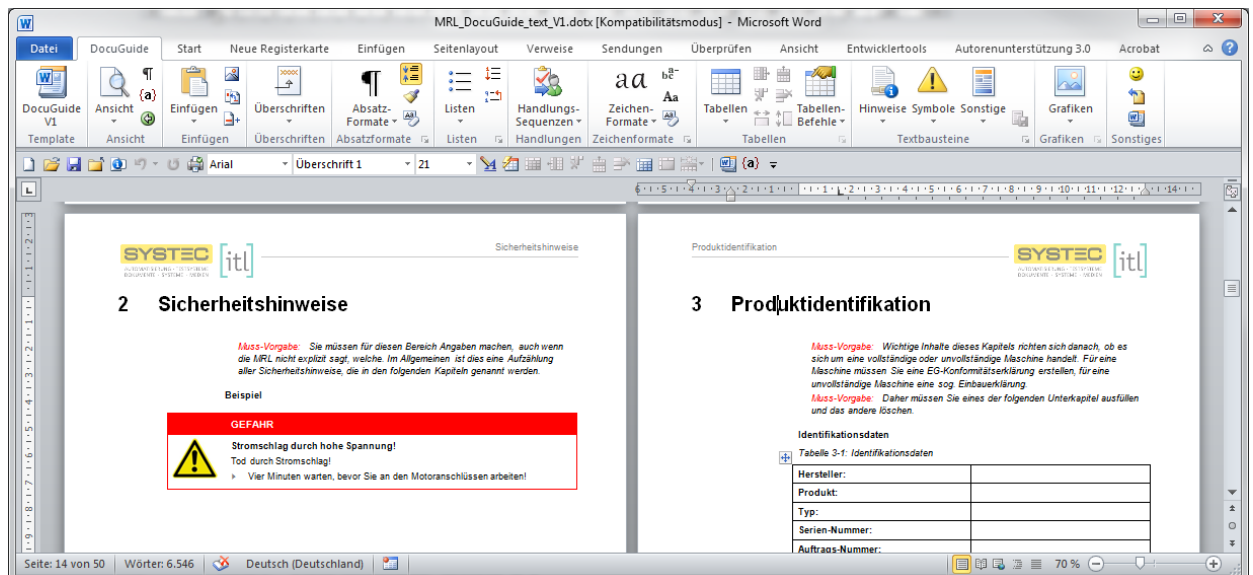 MRL_DocuGuide_text_V1.dotx [Kompatibilitätsmodus] - Microsoft Word
Datei DocuGuide Start Neue Registerkarte Einfügen Seitenlayout Verweise Sendungen Überprüfen Ansicht Entwicklertools Autorenunterstützung 3.0 Acrobat
DocuGuide V1
Ansicht
{a}
Einfügen
Überschriften
Absatz-
Formate
Listen
Handlungs-
Sequenzen
Zeichen-
Formate
Tabellen
Tabellen-
Befehle
Hinweise Symbole Sonstige
Grafiken
Template Ansicht Einfügen Überschriften Absatzformate Listen Handlungen Zeichenformate Tabellen Textbausteine Grafiken Sonstiges
Arial Überschrift 1 21 {a}
SYSTEC [itl]
Sicherheitshinweise
2 Sicherheitshinweise
Muss-Vorgabe: Sie müssen für diesen Bereich Angaben machen, auch wenn
die MRL nicht explizit sagt, welche. Im Allgemeinen ist dies eine Aufzählung
aller Sicherheitshinweise, die in den folgenden Kapiteln genannt werden.
Beispiel
GEFAHR
Stromschlag durch hohe Spannung!
Tod durch Stromschlag!
Vier Minuten warten, bevor Sie an den Motoranschlüssen arbeiten!
Produktidentifikation
SYSTEC [itl]
3 Produktidentifikation
Muss-Vorgabe: Wichtige Inhalte dieses Kapitels richten sich danach, ob es
sich um eine vollständige oder unvollständige Maschine handelt. Für eine
Maschine müssen Sie eine EG-Konformitätserklärung erstellen, für eine
unvollständige Maschine eine sog. Einbauerklärung.
Muss-Vorgabe: Daher müssen Sie eines der folgenden Unterkapitel ausfüllen
und das andere löschen.
Identifikationsdaten
Tabelle 3-1: Identifikationsdaten
Hersteller:
Produkt:
Typ:
Serien-Nummer:
Auftrags-Nummer:
Seite: 14 von 50 Wörter: 6.546 Deutsch (Deutschland) 70 %